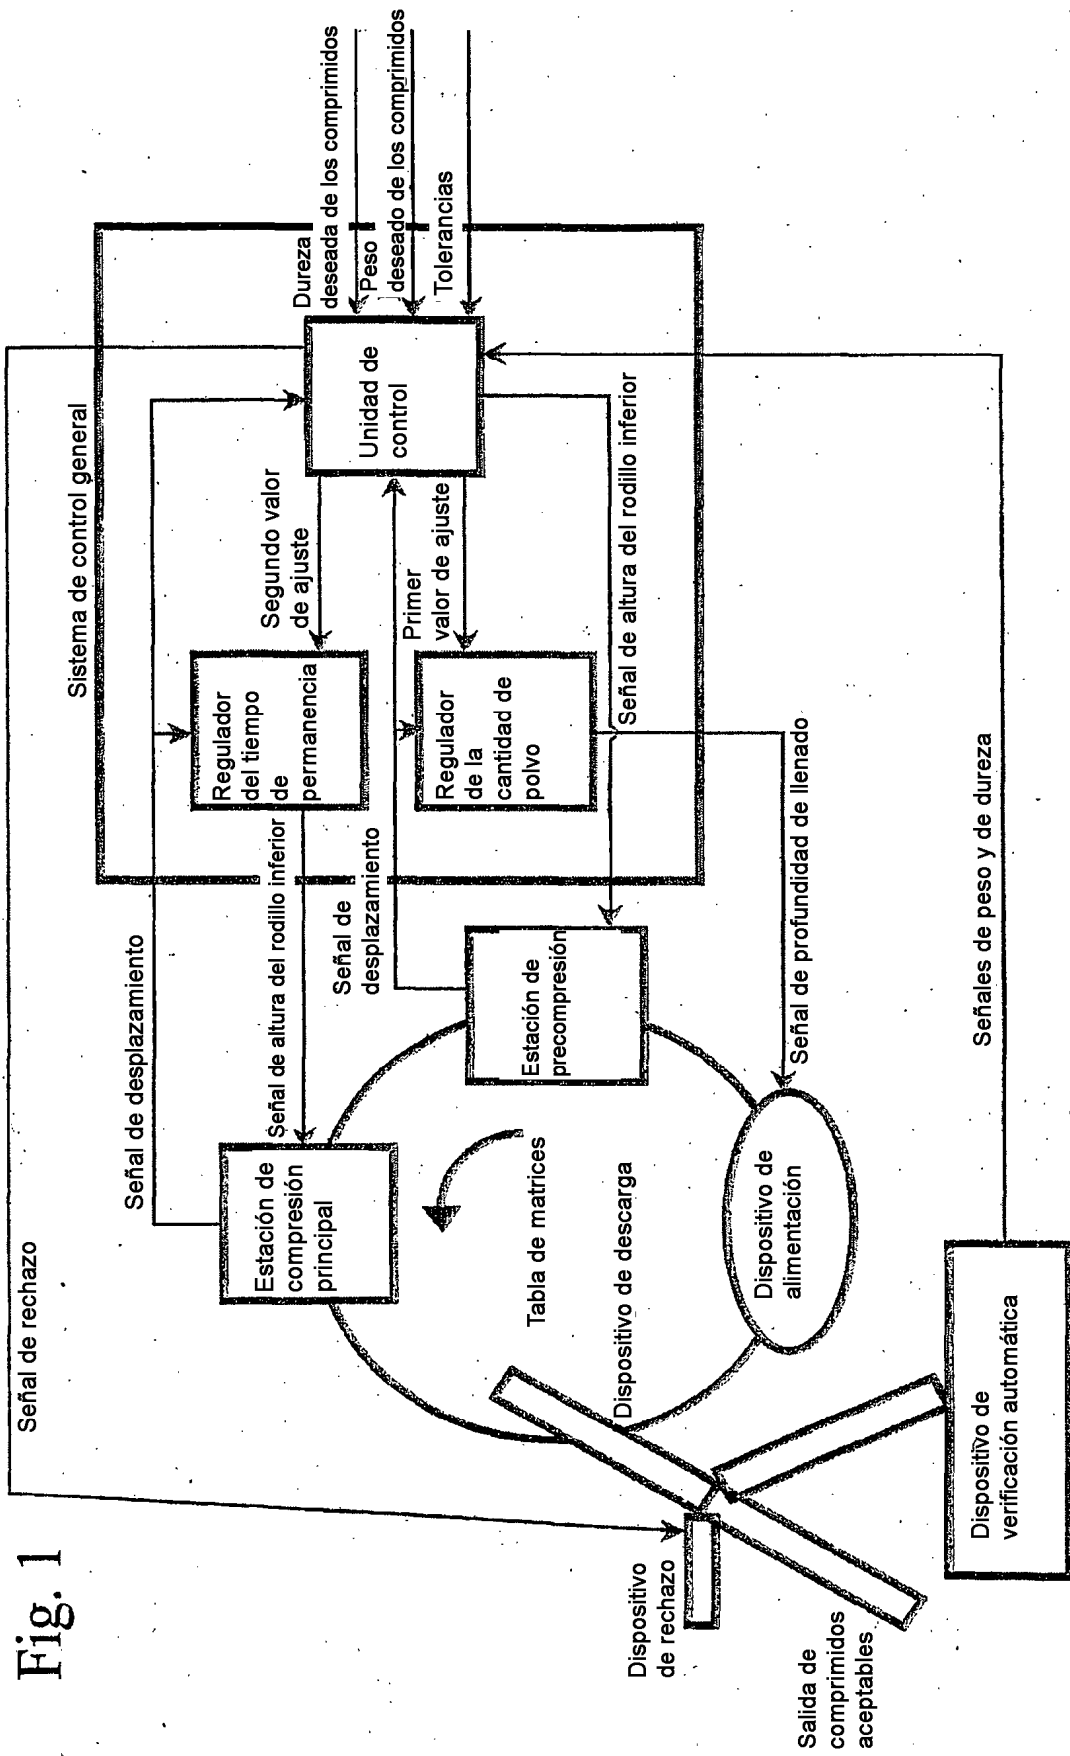 Fig. 1
Señal de rechazo
Señal de desplazamiento
Sistema de control general
Estación de
compresión
principal
Señal de altura del rodillo inferior
Regulador
del tiempo
de
permanencia
Segundo valor
de ajuste
Unidad de
control
Dureza
deseada de los comprimidos
Peso
deseado de los comprimidos
Tolerancias
Señal de
desplazamiento
Primer
valor de ajuste
Regulador
de la
cantidad de
polvo
Señal de altura del rodillo inferior
Estación de
precompresión
Tabla de matrices
Dispositivo de descarga
Señal de profundidad de llenado
Dispositivo de
alimentación
Dispositivo
de rechazo
Salida de
comprimidos
aceptables
Dispositivo de
verificación automática
Señales de peso y de dureza